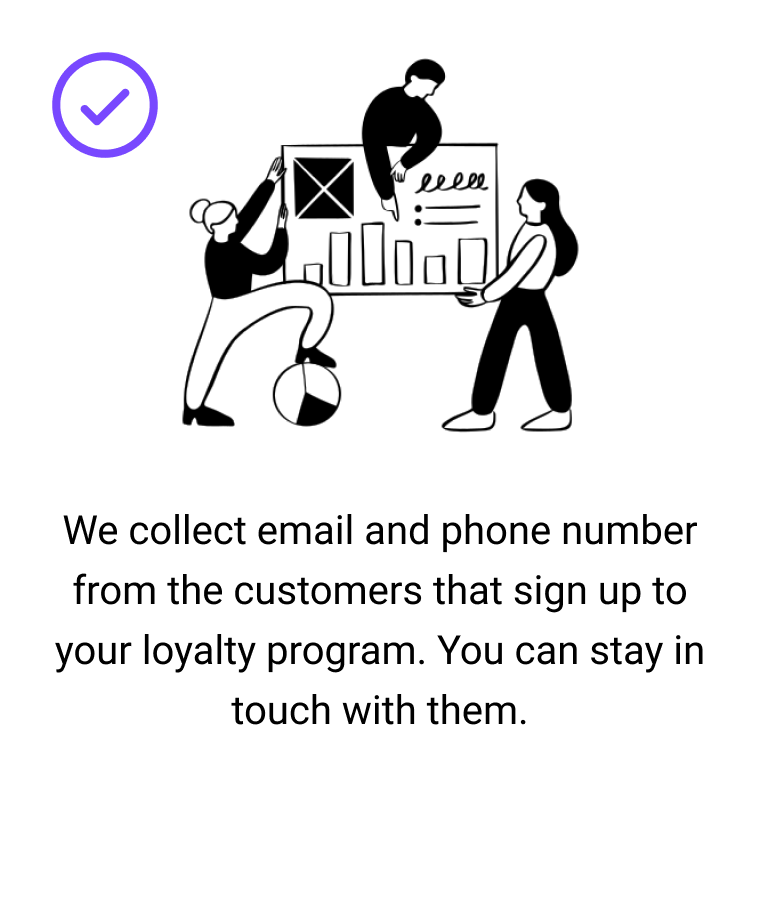 We collect email and phone number
from the customers that sign up to
your loyalty program. You can stay in
touch with them.